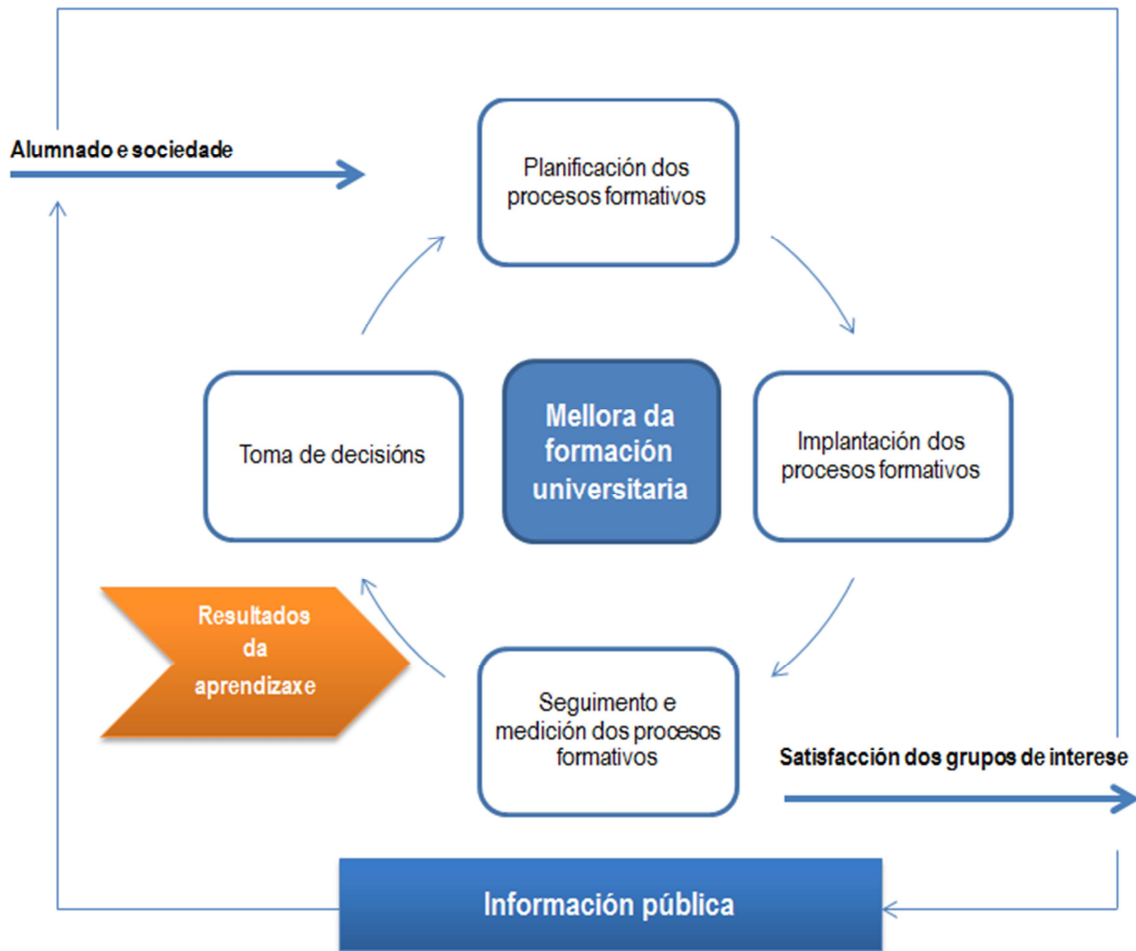 Alumnado e sociedade
Planificación dos
procesos formativos
Toma de decisións
Mellora da
formación
universitaria
Implantación dos
procesos formativos
Resultados
da
aprendizaxe
Seguimento e
medición dos procesos
formativos
Satisfacción dos grupos de interese
Información pública